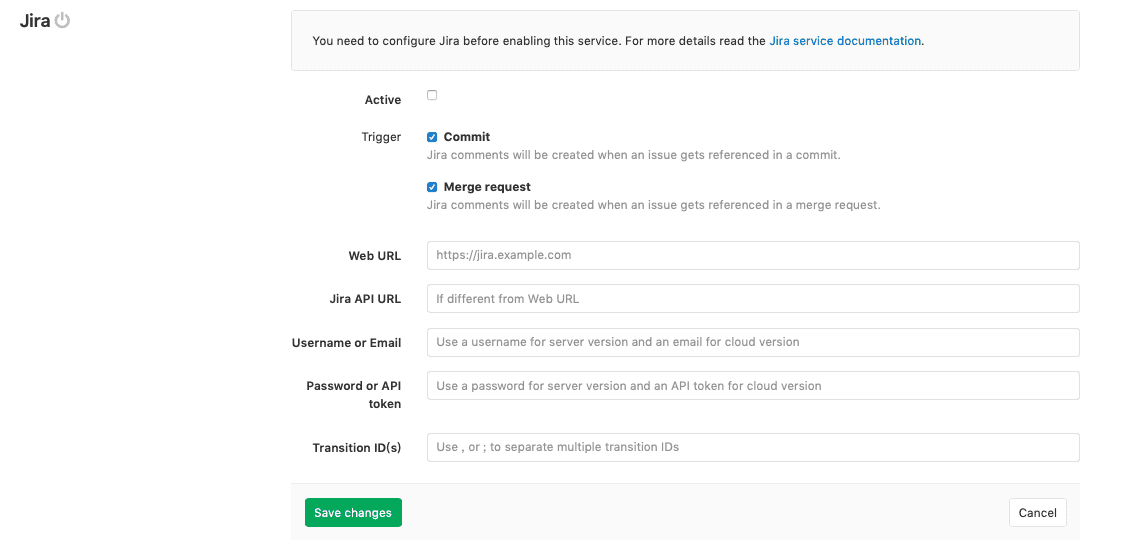 Jira
You need to configure Jira before enabling this service. For more details read the Jira service documentation.
Active
Trigger
Commit
Jira comments will be created when an issue gets referenced in a commit.
Merge request
Jira comments will be created when an issue gets referenced in a merge request.
Web URL
https://jira.example.com
Jira API URL
If different from Web URL
Username or Email
Use a username for server version and an email for cloud version
Password or API
token
Use a password for server version and an API token for cloud version
Transition ID(s)
Use , or ; to separate multiple transition IDs
Save changes
Cancel